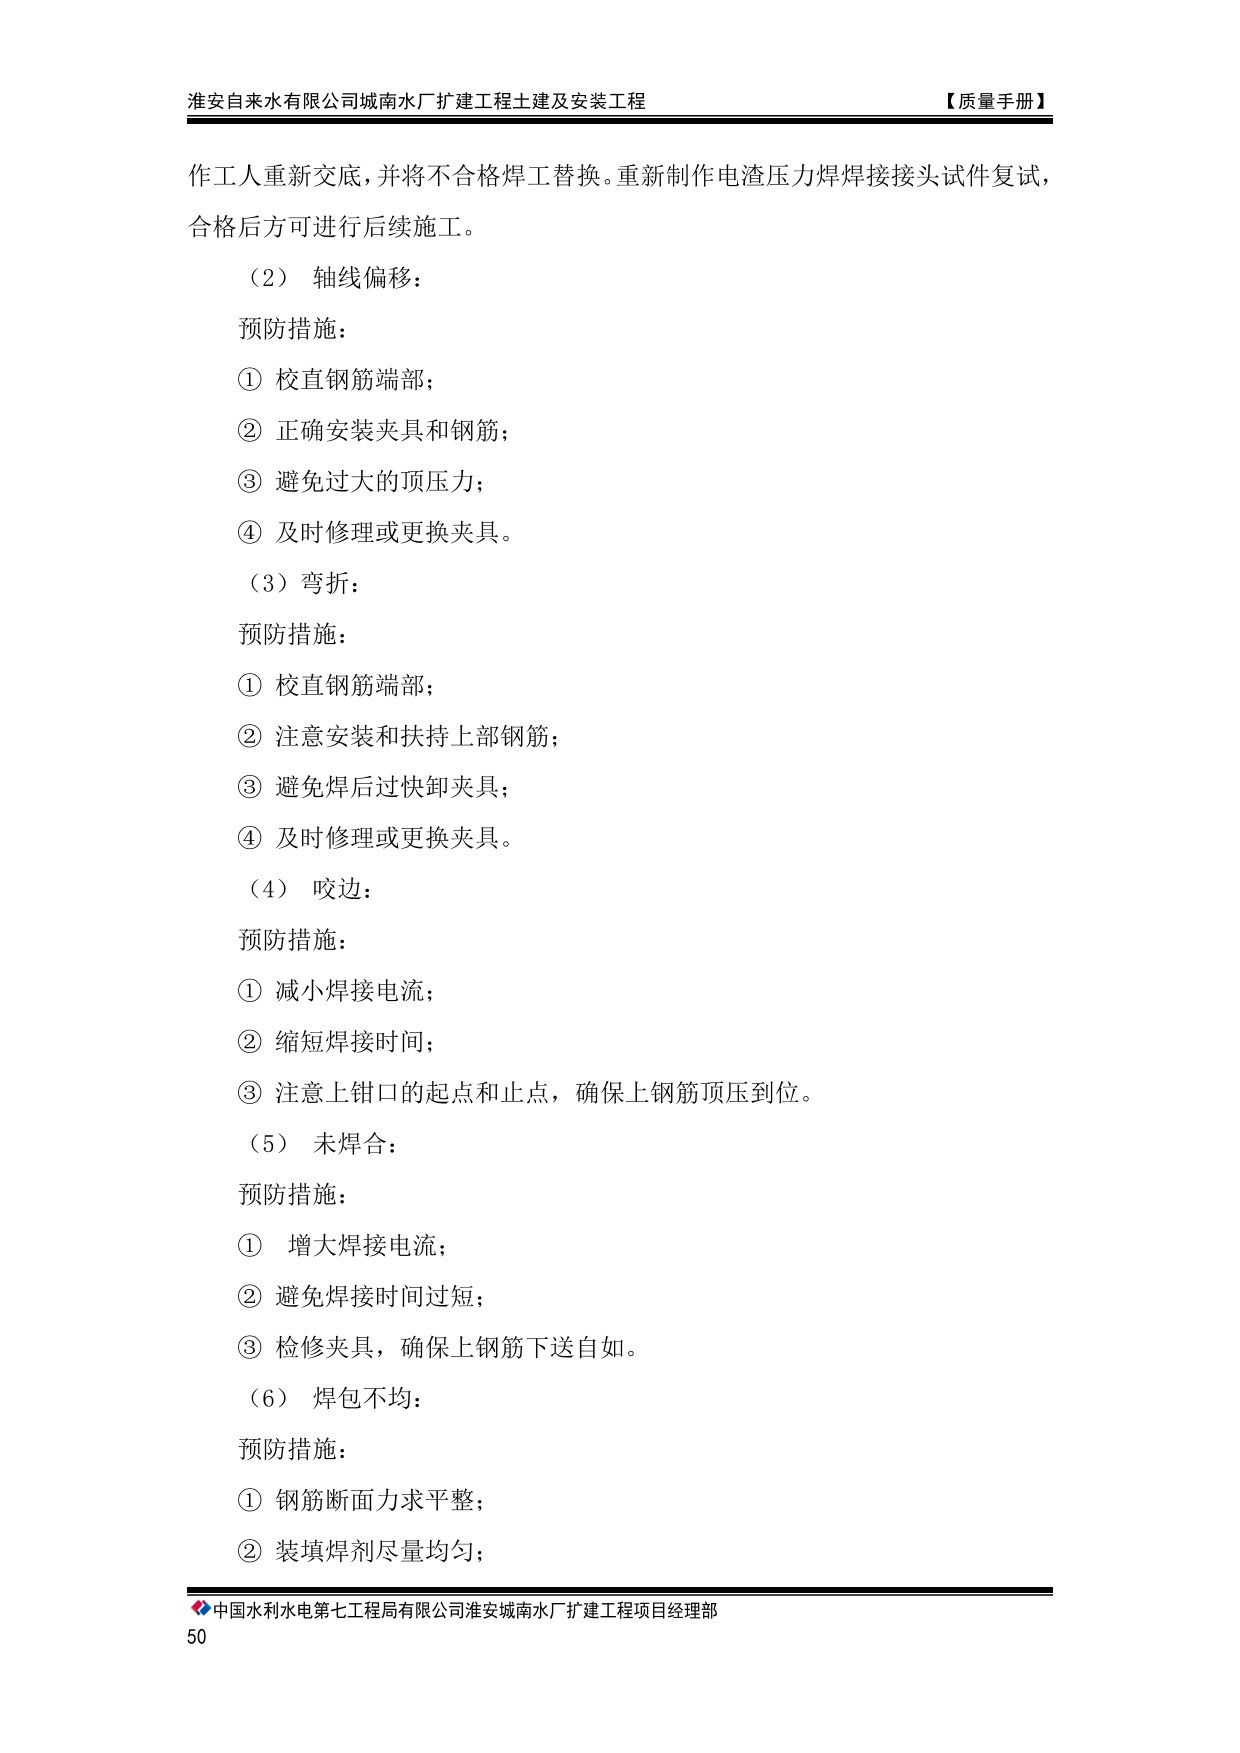 淮安自来水有限公司城南水厂扩建工程土建及安装工程 【质量手册】
作工人重新交底，并将不合格焊工替换。重新制作电渣压力焊焊接接头试件复试，
合格后方可进行后续施工。
（2） 轴线偏移：
预防措施：
① 校直钢筋端部；
② 正确安装夹具和钢筋；
③ 避免过大的顶压力；
④ 及时修理或更换夹具。
（3）弯折：
预防措施：
① 校直钢筋端部；
② 注意安装和扶持上部钢筋；
③ 避免焊后过快卸夹具；
④ 及时修理或更换夹具。
（4） 咬边：
预防措施：
① 减小焊接电流；
② 缩短焊接时间；
③ 注意上钳口的起点和止点，确保上钢筋顶压到位。
（5） 未焊合：
预防措施：
① 增大焊接电流；
② 避免焊接时间过短；
③ 检修夹具，确保上钢筋下送自如。
（6） 焊包不均：
预防措施：
① 钢筋断面力求平整；
② 装填焊剂尽量均匀；
中国水利水电第七工程局有限公司淮安城南水厂扩建工程项目经理部
50